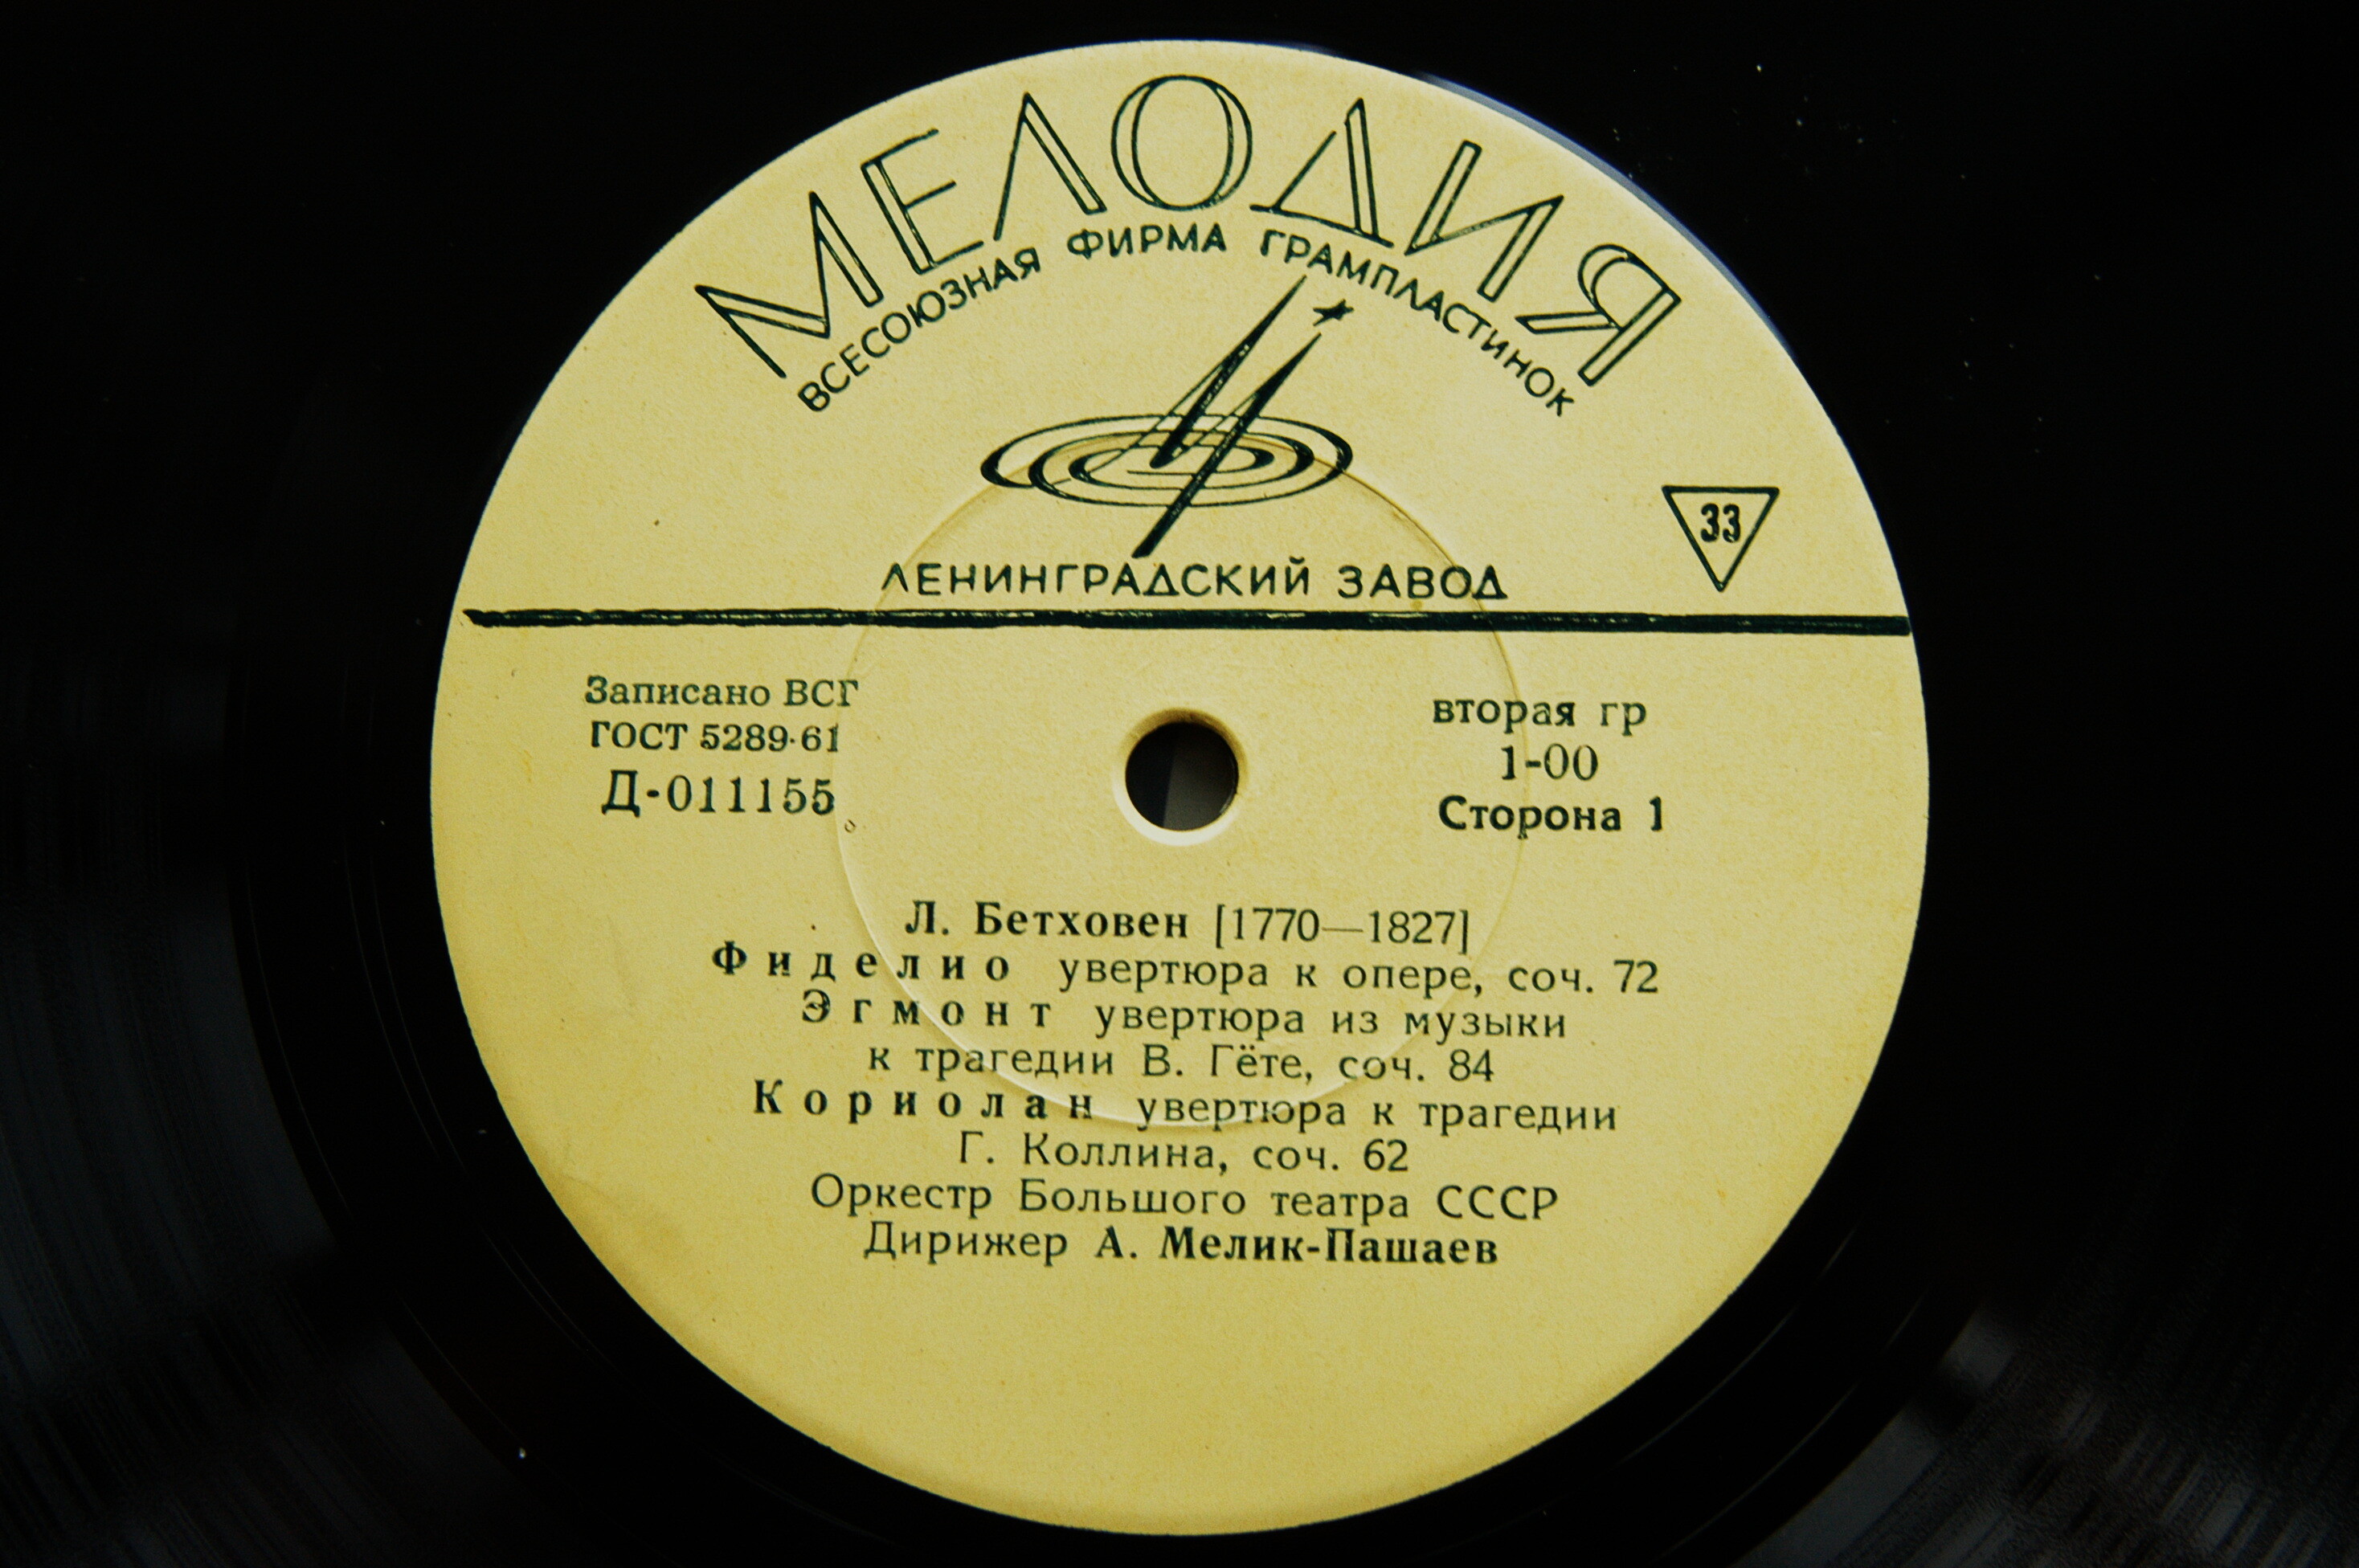 МЕЛОДИЯ
ВСЕСОЮЗНАЯ ФИРМА ГРАМПЛАСТИНОК
33
ЛЕНИНГРАДСКИЙ ЗАВОД
Записано ВСГ
ГОСТ 5289-61
Д-011155
вторая гр
1-00
Сторона 1
Л. Бетховен [1770—1827]
Фиделио увертюра к опере, соч. 72
Эгмонт увертюра из музыки
к трагедии В. Гёте, соч. 84
Кориолан увертюра к трагедии
Г. Коллина, соч. 62
Оркестр Большого театра СССР
Дирижер А. Мелик-Пашаев